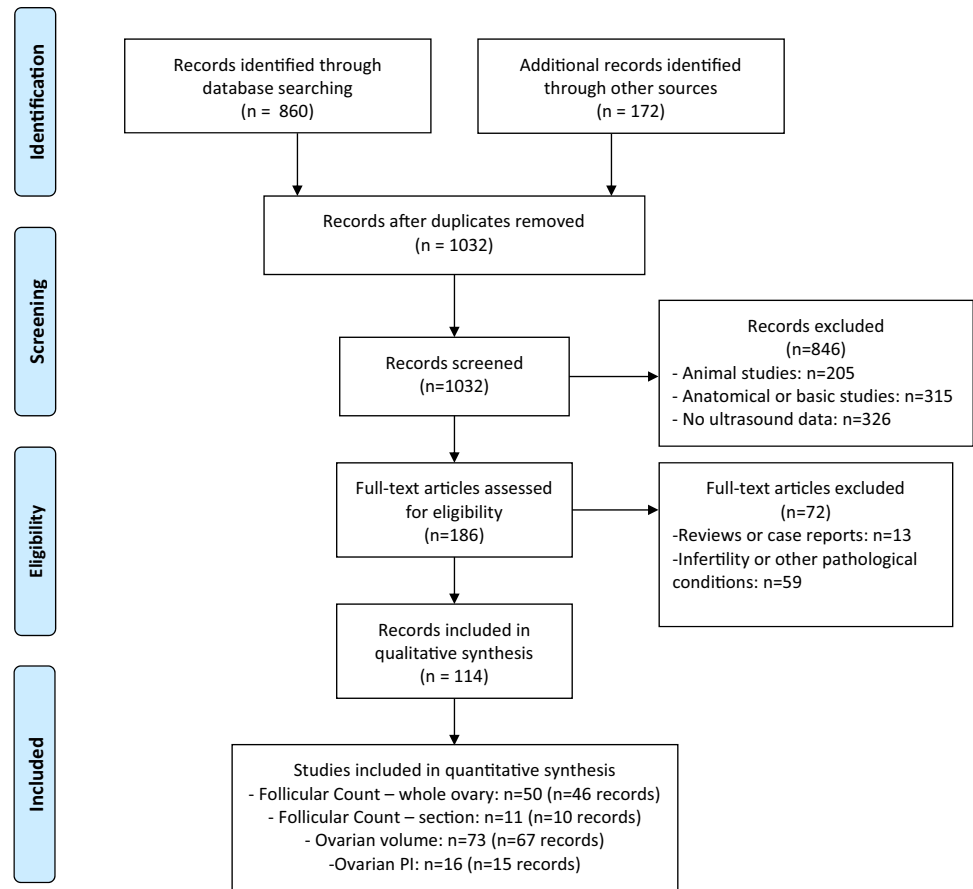 Identification
Records identified through
database searching
(n = 860)
Additional records identified
through other sources
(n = 172)
Records after duplicates removed
(n = 1032)
Screening
Records screened
(n=1032)
Records excluded
(n=846)
- Animal studies: n=205
- Anatomical or basic studies: n=315
- No ultrasound data: n=326
Eligibility
Full-text articles assessed
for eligibility
(n=186)
Full-text articles excluded
(n=72)
-Reviews or case reports: n=13
-Infertility or other pathological
conditions: n=59
Records included in
qualitative synthesis
(n = 114)
Included
Studies included in quantitative synthesis
- Follicular Count – whole ovary: n=50 (n=46 records)
- Follicular Count – section: n=11 (n=10 records)
- Ovarian volume: n=73 (n=67 records)
-Ovarian PI: n=16 (n=15 records)